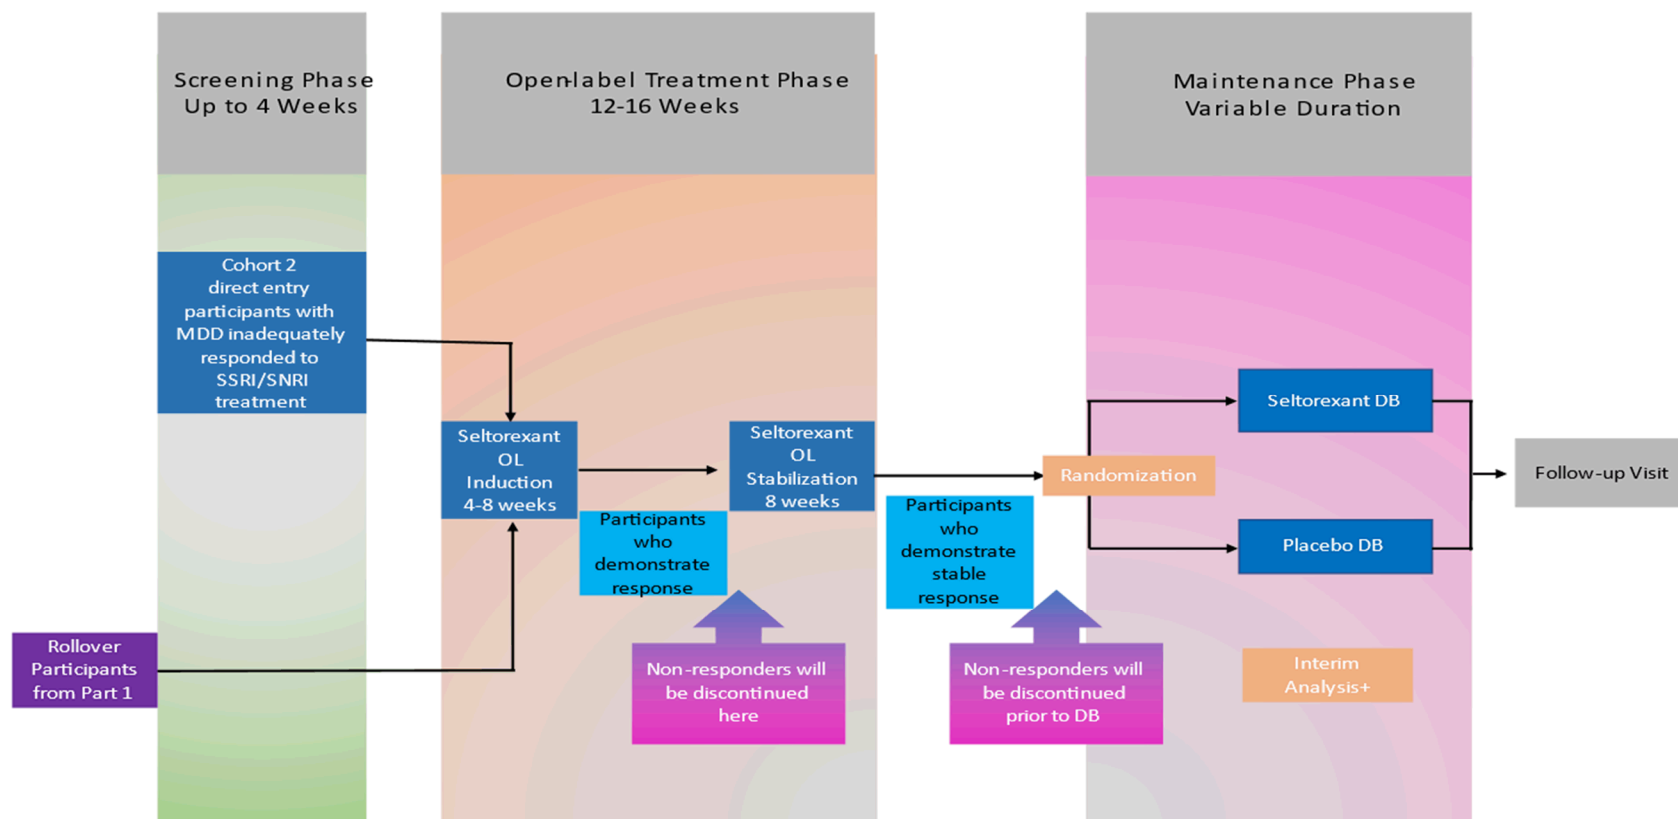 Screening Phase
Up to 4 Weeks
Open-label Treatment Phase
12-16 Weeks
Maintenance Phase
Variable Duration
Cohort 2
direct entry
participants with
MDD inadequately
responded to
SSRI/SNRI
treatment
Rollover
Participants
from Part 1
Seltorexant
OL
Induction
4-8 weeks
Participants
who
demonstrate
response
Non-responders will
be discontinued
here
Seltorexant
OL
Stabilization
8 weeks
Participants
who
demonstrate
stable
response
Non-responders will
be discontinued
prior to DB
Randomization
Seltorexant DB
Placebo DB
Interim
Analysis+
Follow-up Visit